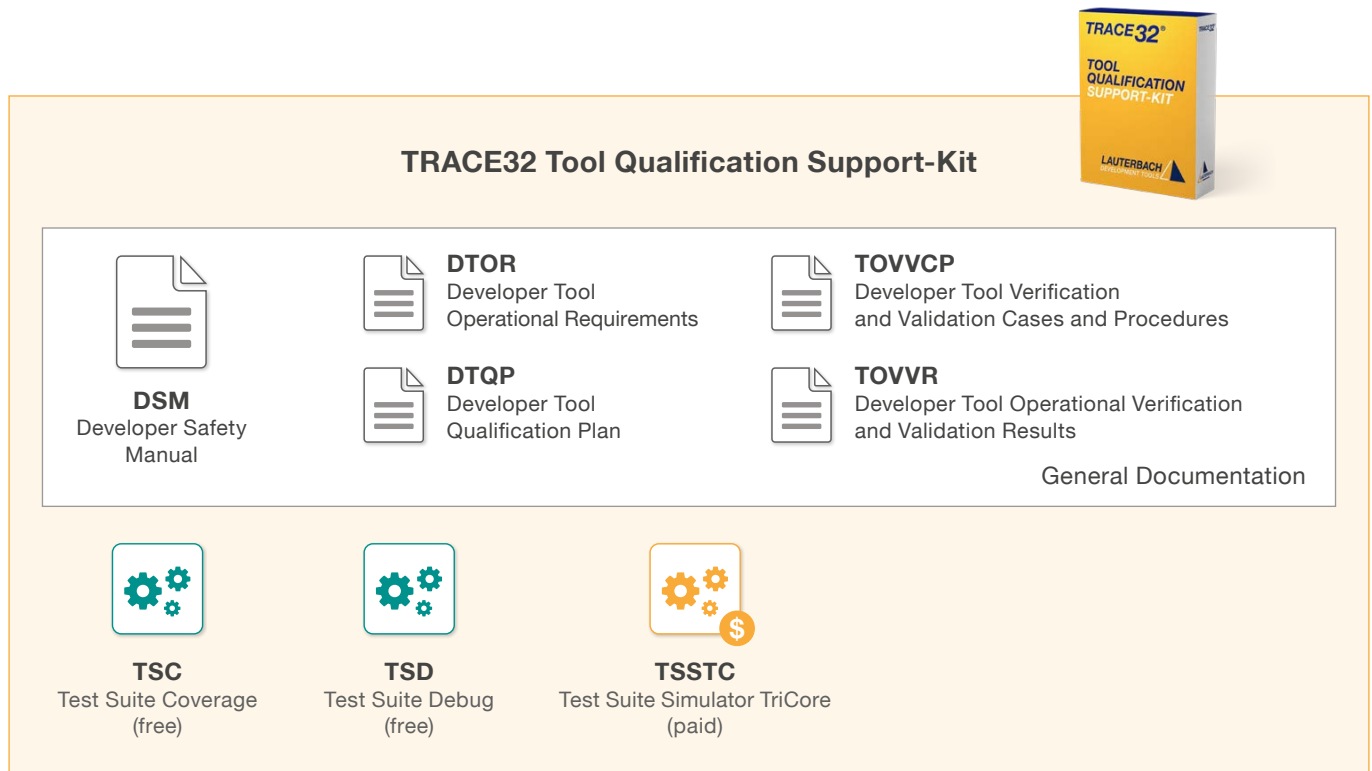 TRACE32®
TOOL
QUALIFICATION
SUPPORT-KIT
LAUTERBACH
DEVELOPMENT TOOLS
TRACE32 Tool Qualification Support-Kit
DSM
Developer Safety
Manual
DTOR
Developer Tool
Operational Requirements
DTQP
Developer Tool
Qualification Plan
TOVVCP
Developer Tool Verification
and Validation Cases and Procedures
TOVVR
Developer Tool Operational Verification
and Validation Results
General Documentation
TSC
Test Suite Coverage
(free)
TSD
Test Suite Debug
(free)
$
TSSTC
Test Suite Simulator TriCore
(paid)